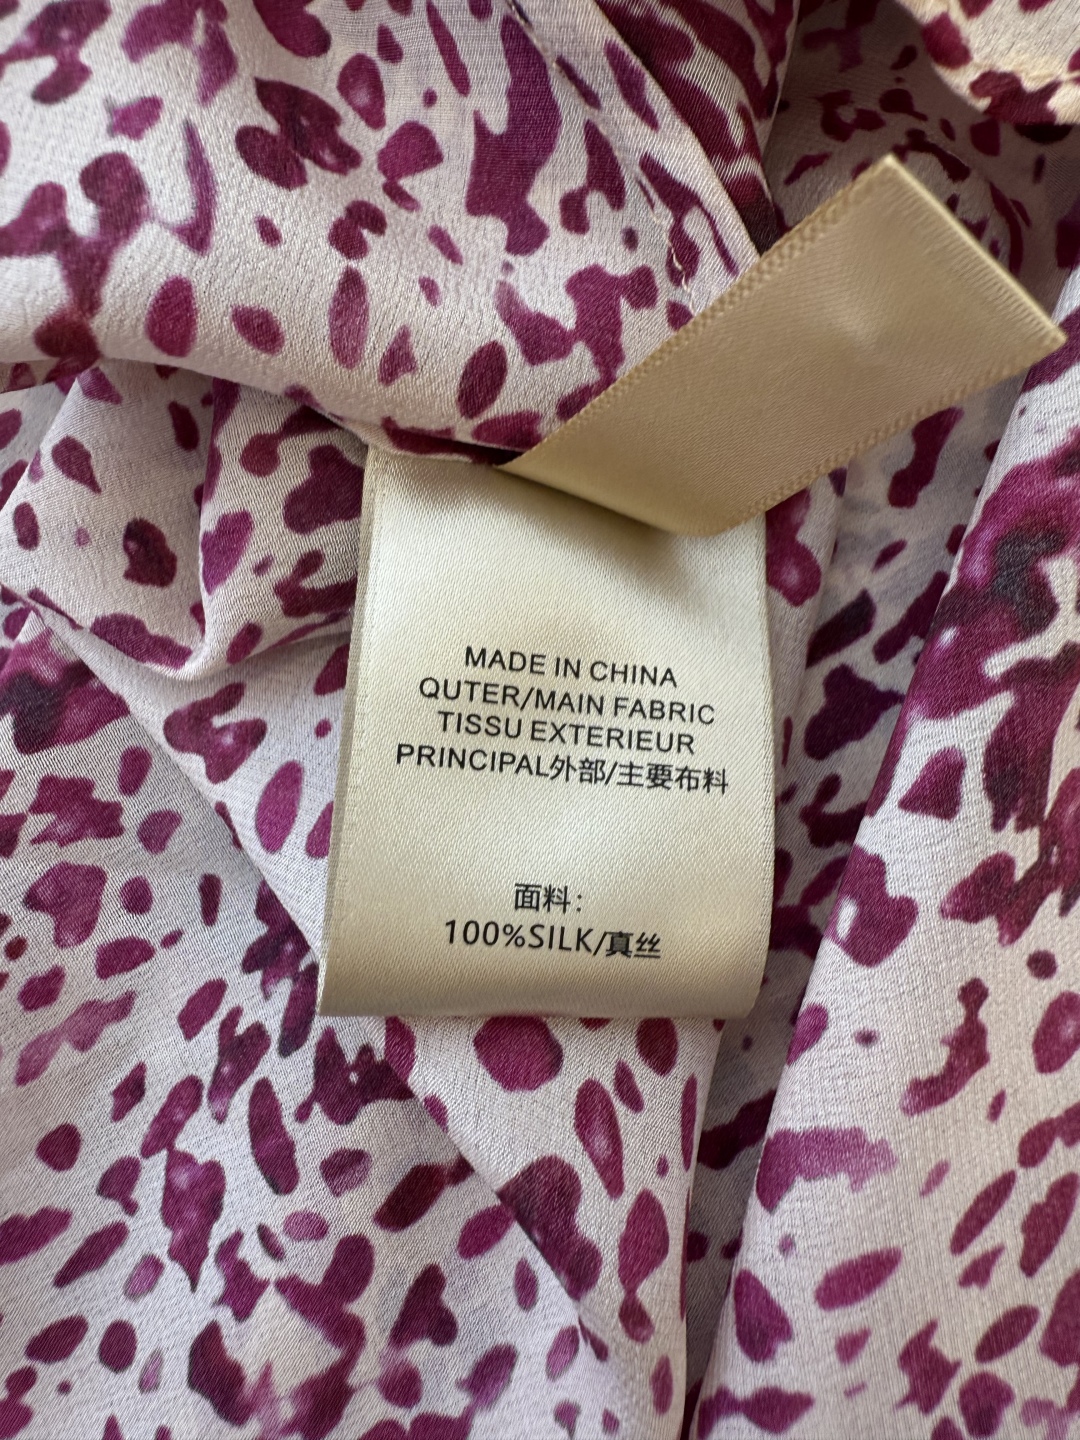 MADE IN CHINA
QUTER/MAIN FABRIC
TISSU EXTERIEUR
PRINCIPAL外部/主要布料
面料:
100%SILK/真丝